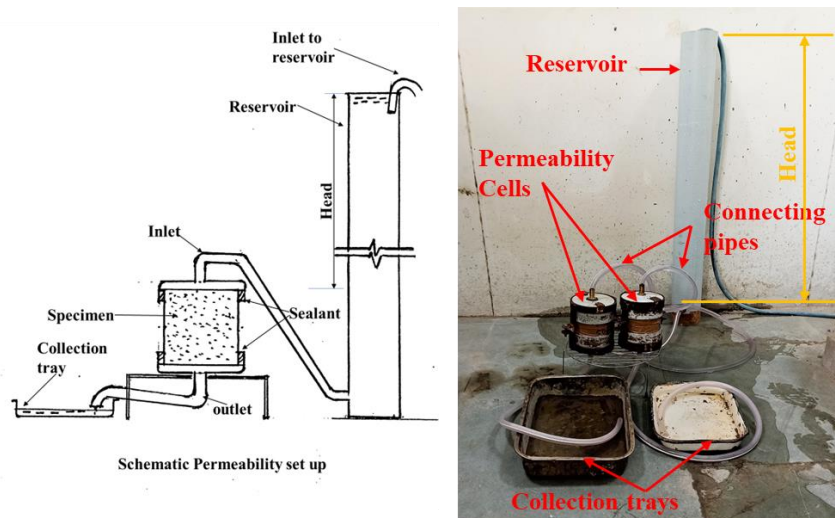 Inlet to
reservoir
Reservoir
Head
Inlet
Specimen
Sealant
Collection
tray
outlet
Schematic Permeability set up
Reservoir
Head
Permeability
Cells
Connecting
pipes
Collection trays